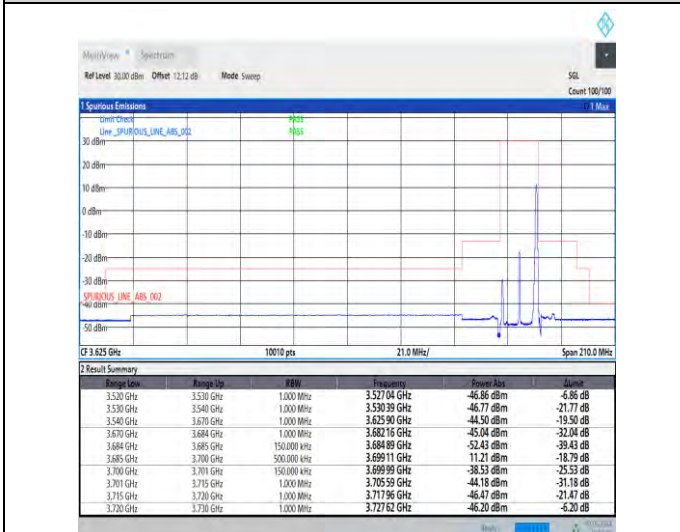 MultiView Spectrum
Ref Level 30.00 dBm Offset 12.12 dB Mode Sweep SGL
Count 100/100
1 Spurious Emissions 1 Max
Limit Check PASS
Line _SPURIOUS_LINE_ABS_002 PASS
30 dBm
20 dBm
10 dBm
0 dBm
-10 dBm
-20 dBm
-30 dBm
_SPURIOUS_LINE_ABS_002
-40 dBm
-50 dBm
CF 3.625 GHz 10010 pts 21.0 MHz/ Span 210.0 MHz
2 Result Summary
Range Low Range Up RBW Frequency Power Abs ΔLimit
3.520 GHz 3.530 GHz 1.000 MHz 3.527 04 GHz -46.86 dBm -6.86 dB
3.530 GHz 3.540 GHz 1.000 MHz 3.530 39 GHz -46.77 dBm -21.77 dB
3.540 GHz 3.670 GHz 1.000 MHz 3.625 90 GHz -44.50 dBm -19.50 dB
3.670 GHz 3.684 GHz 1.000 MHz 3.682 16 GHz -45.04 dBm -32.04 dB
3.684 GHz 3.685 GHz 150.000 kHz 3.684 89 GHz -52.43 dBm -39.43 dB
3.685 GHz 3.700 GHz 500.000 kHz 3.699 11 GHz 11.21 dBm -18.79 dB
3.700 GHz 3.701 GHz 150.000 kHz 3.699 99 GHz -38.53 dBm -25.53 dB
3.701 GHz 3.715 GHz 1.000 MHz 3.705 59 GHz -44.18 dBm -31.18 dB
3.715 GHz 3.720 GHz 1.000 MHz 3.717 96 GHz -46.47 dBm -21.47 dB
3.720 GHz 3.730 GHz 1.000 MHz 3.727 62 GHz -46.20 dBm -6.20 dB